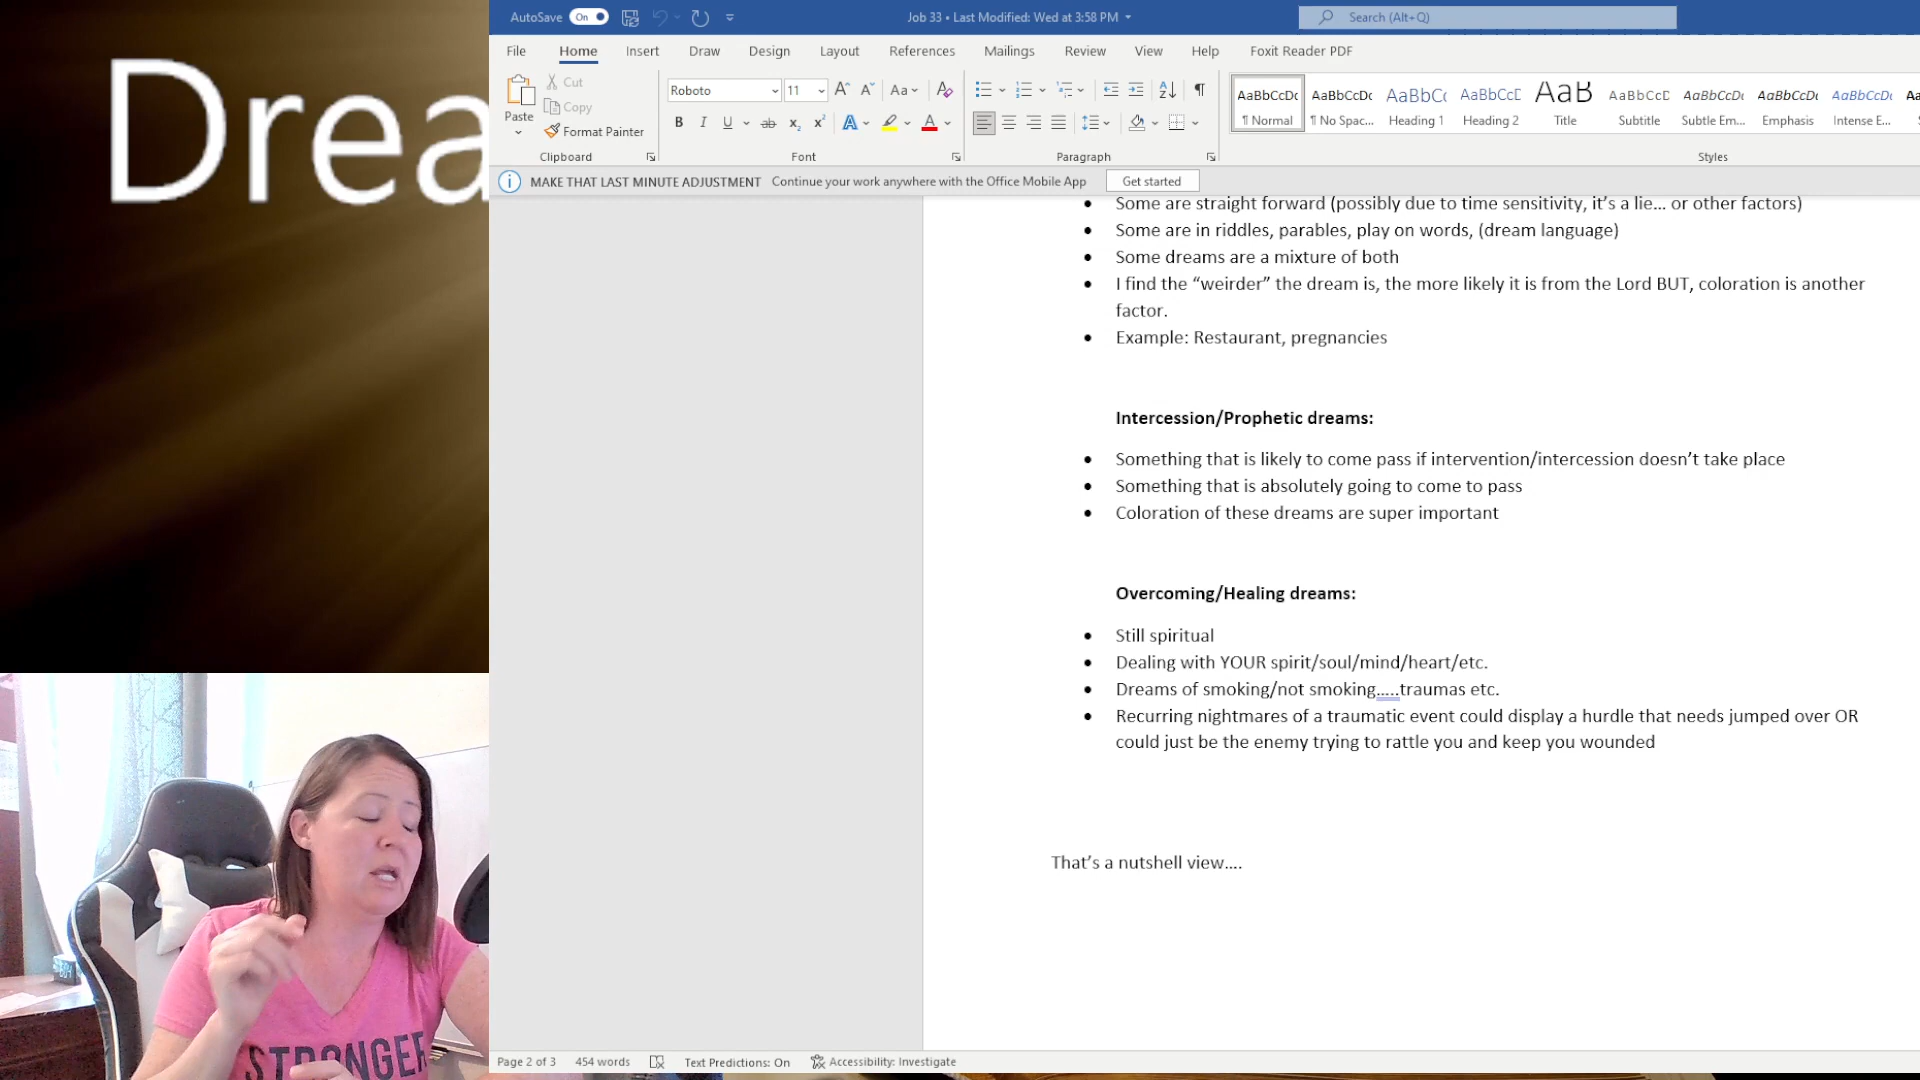 Drea
AutoSave On
Job 33 • Last Modified: Wed at 3:58 PM
Search (Alt+Q)
File Home Insert Draw Design Layout References Mailings Review View Help Foxit Reader PDF
Paste
Cut
Copy
Format Painter
Clipboard
Roboto 11
Font
Paragraph
AaBbCcDc AaBbCcDc AaBbCc AaBbCcD AaB AaBbCcD AaBbCcDc AaBbCcDc AaBbCcDc
¶ Normal ¶ No Spac... Heading 1 Heading 2 Title Subtitle Subtle Em... Emphasis Intense E...
Styles
MAKE THAT LAST MINUTE ADJUSTMENT Continue your work anywhere with the Office Mobile App Get started
• Some are straight forward (possibly due to time sensitivity, it’s a lie… or other factors)
• Some are in riddles, parables, play on words, (dream language)
• Some dreams are a mixture of both
• I find the “weirder” the dream is, the more likely it is from the Lord BUT, coloration is another
factor.
• Example: Restaurant, pregnancies
Intercession/Prophetic dreams:
• Something that is likely to come pass if intervention/intercession doesn’t take place
• Something that is absolutely going to come to pass
• Coloration of these dreams are super important
Overcoming/Healing dreams:
• Still spiritual
• Dealing with YOUR spirit/soul/mind/heart/etc.
• Dreams of smoking/not smoking…..traumas etc.
• Recurring nightmares of a traumatic event could display a hurdle that needs jumped over OR
could just be the enemy trying to rattle you and keep you wounded
That’s a nutshell view….
STRONGER
Page 2 of 3 454 words Text Predictions: On Accessibility: Investigate